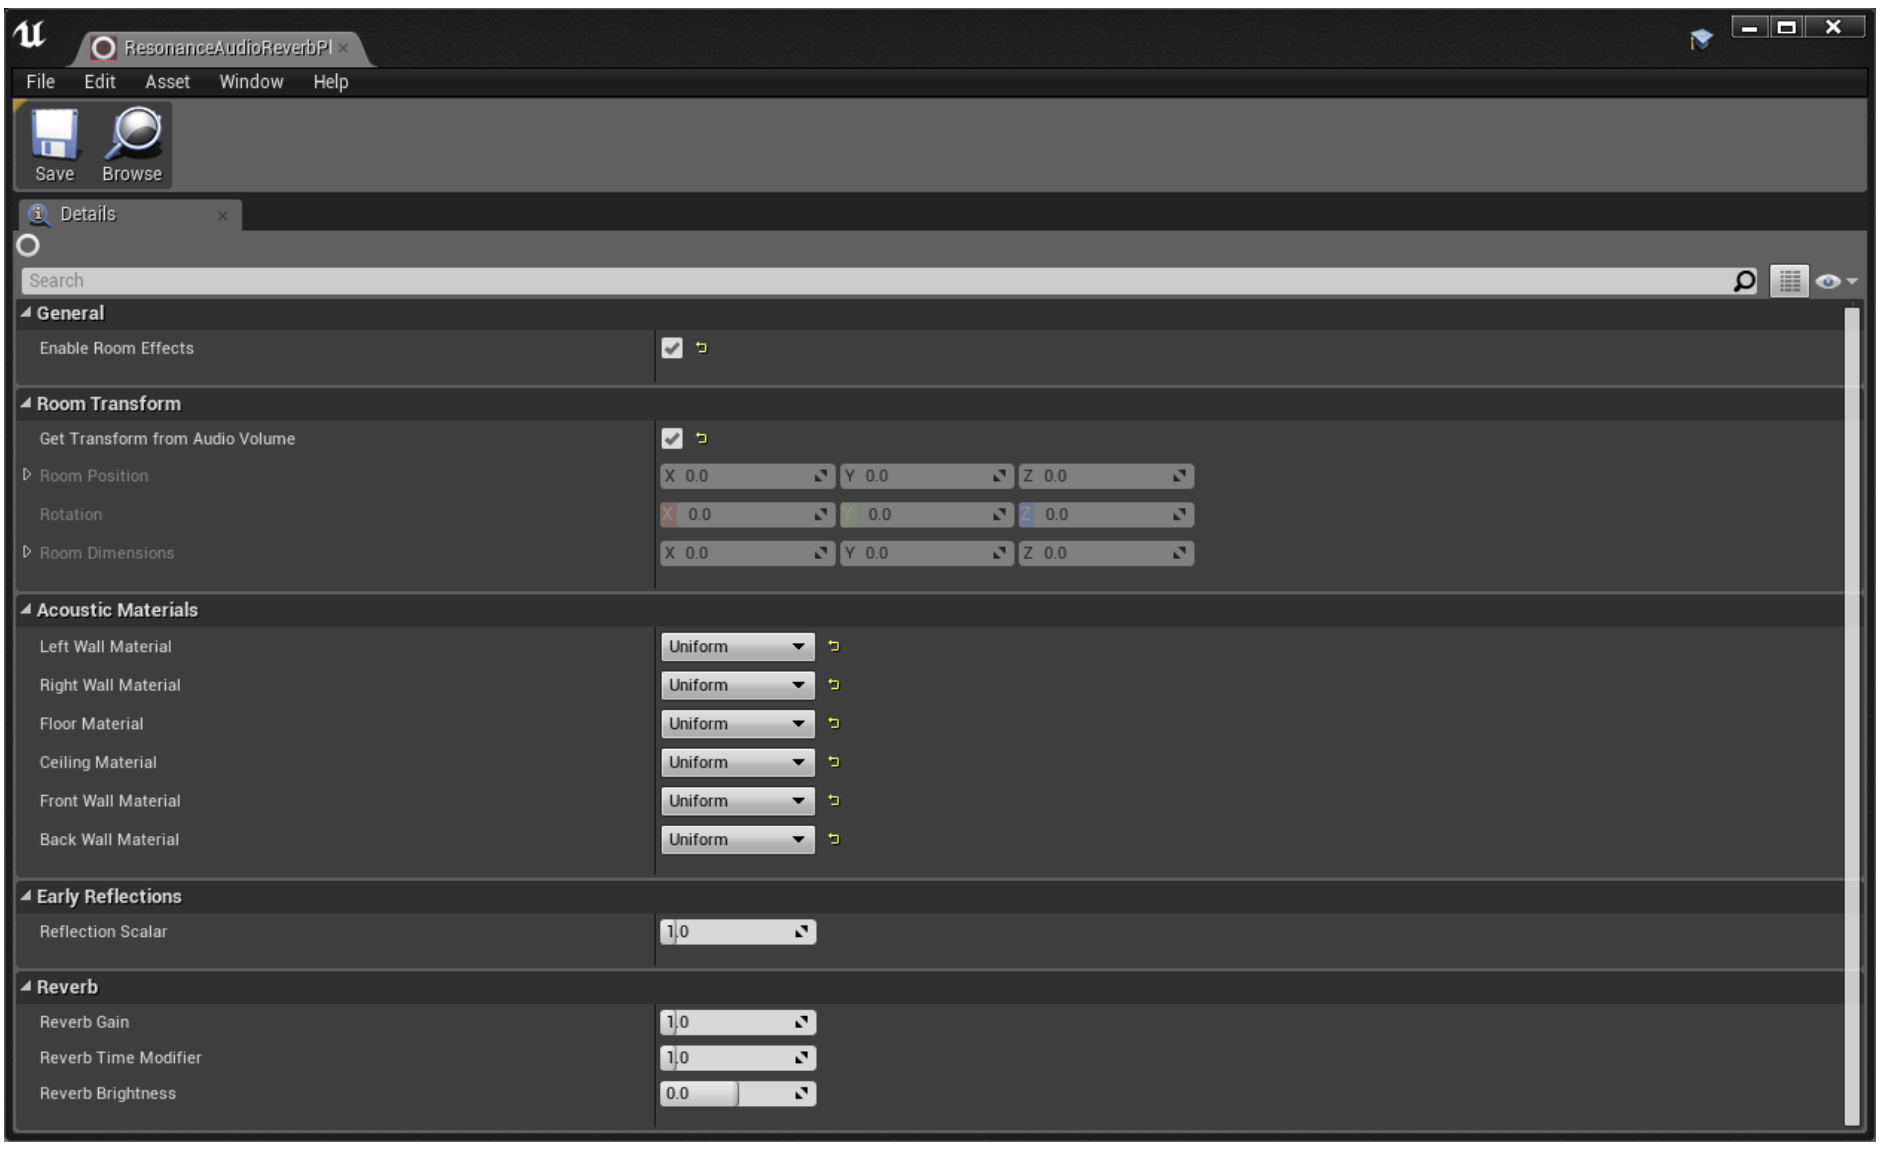 ResonanceAudioReverbPl
File Edit Asset Window Help
Save Browse
Details
Search
General
Enable Room Effects
Room Transform
Get Transform from Audio Volume
Room Position X 0.0 Y 0.0 Z 0.0
Rotation X 0.0 Y 0.0 Z 0.0
Room Dimensions X 0.0 Y 0.0 Z 0.0
Acoustic Materials
Left Wall Material Uniform
Right Wall Material Uniform
Floor Material Uniform
Ceiling Material Uniform
Front Wall Material Uniform
Back Wall Material Uniform
Early Reflections
Reflection Scalar 1.0
Reverb
Reverb Gain 1.0
Reverb Time Modifier 1.0
Reverb Brightness 0.0